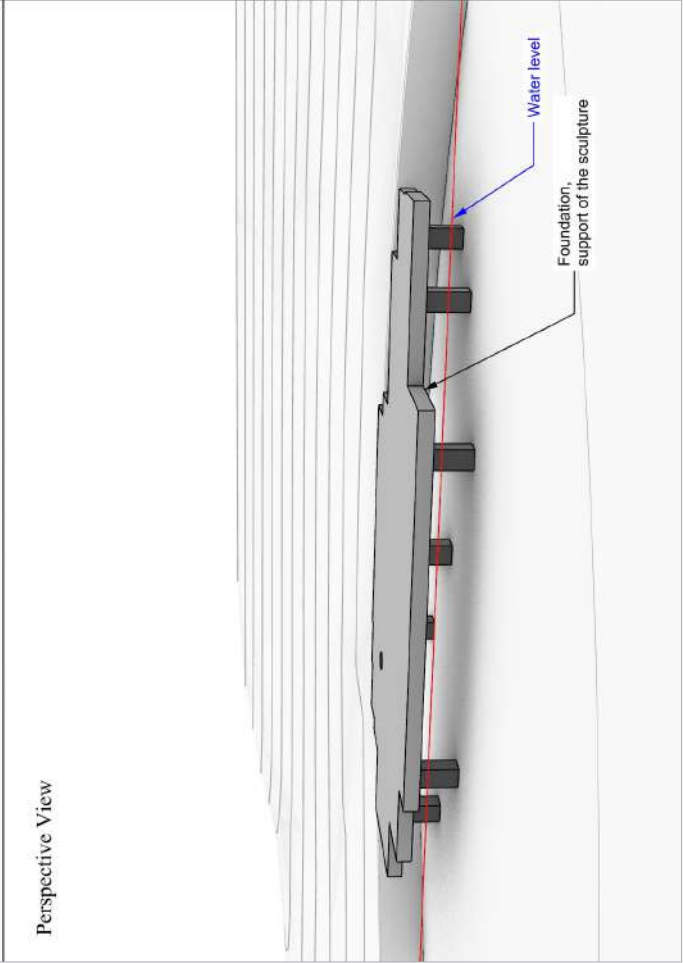 Perspective View
Water level
Foundation,
support of the sculpture